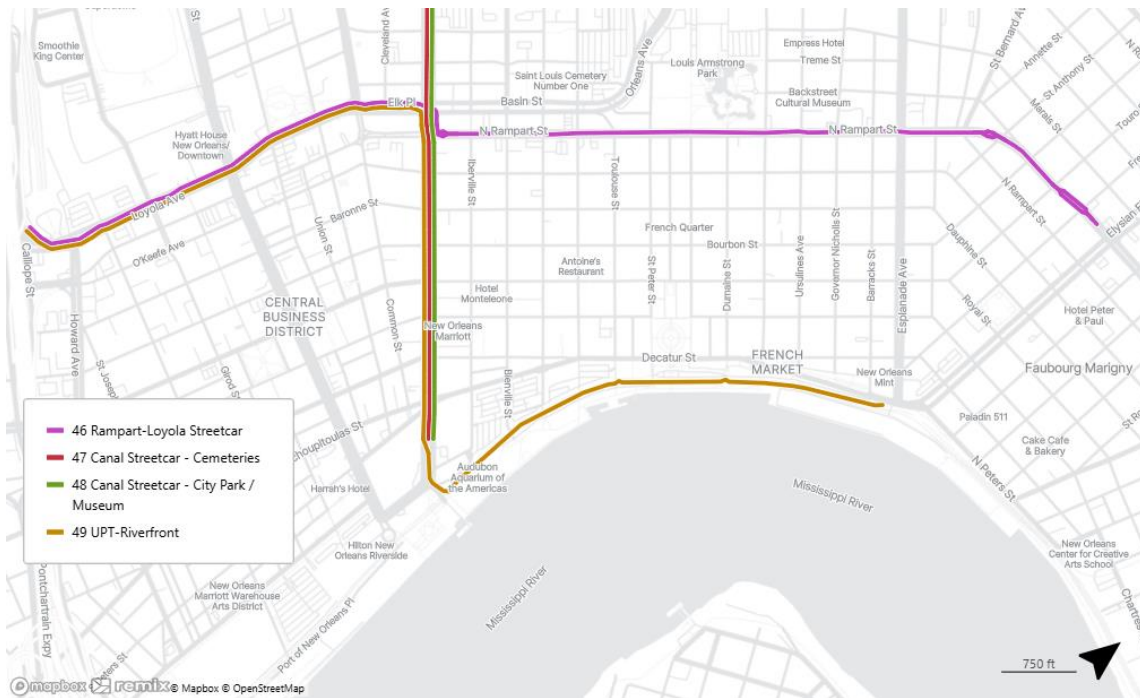 Smoothie
King Center
Cleveland Ave
Orleans Ave
Empress Hotel
Treme St
St Bernard Ave
Annette St
St Anthony St
Marais St
Saint Louis Cemetery
Number One
Louis Armstrong
Park
Backstreet
Cultural Museum
Elk Pl
Basin St
N Rampart St
N Rampart St
Hyatt House
New Orleans/
Downtown
Iberville St
Toulouse St
N Rampart St
Loyola Ave
Baronne St
Union St
O'Keefe Ave
French Quarter
Bourbon St
Ursulines Ave
Governor Nicholls St
Dauphine St
Calliope St
Antoine's
Restaurant
St Peter St
Dumaine St
Barracks St
Esplanade Ave
Royal St
CENTRAL
BUSINESS
DISTRICT
Hotel
Monteleone
Common St
New Orleans
Marriott
Hotel Peter
& Paul
Howard Ave
Decatur St
FRENCH
MARKET
New Orleans
Mint
Faubourg Marigny
Girod St
Bienville St
Paladin 511
Cake Cafe
& Bakery
46 Rampart-Loyola Streetcar
47 Canal Streetcar - Cemeteries
48 Canal Streetcar - City Park /
Museum
49 UPT-Riverfront
Harrah's Hotel
Audubon
Aquarium of
the Americas
Mississippi River
N Peters St
Hilton New
Orleans Riverside
New Orleans
Center for Creative
Arts School
New Orleans
Marriott Warehouse
Arts District
Mississippi River
Port of New Orleans Pl
750 ft
mapbox remix © Mapbox © OpenStreetMap